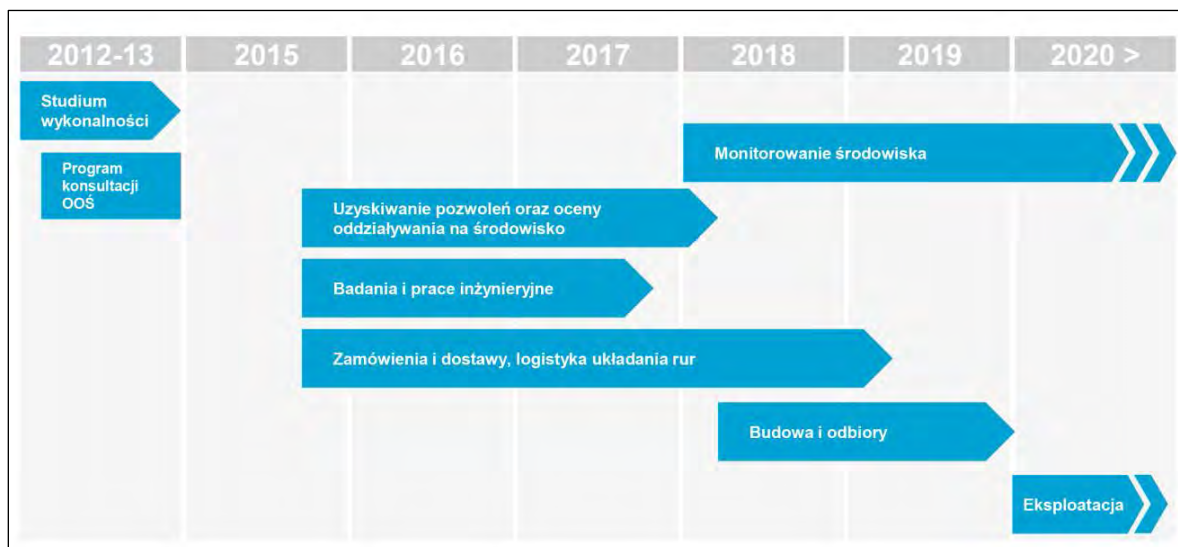 2012-13 2015 2016 2017 2018 2019 2020 >
Studium
wykonalności
Program
konsultacji
OOŚ
Monitorowanie środowiska
Uzyskiwanie pozwoleń oraz oceny
oddziaływania na środowisko
Badania i prace inżynieryjne
Zamówienia i dostawy, logistyka układania rur
Budowa i odbiory
Eksploatacja